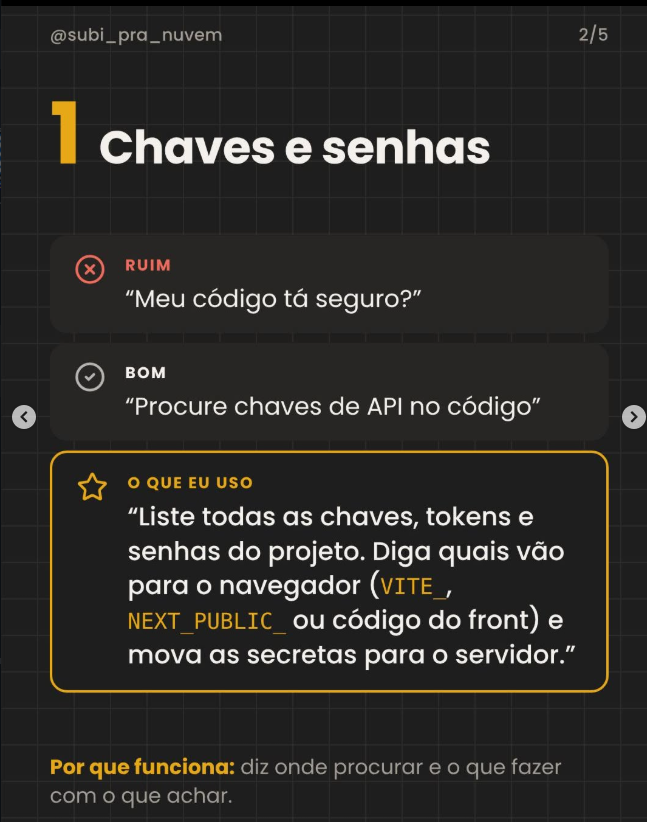 @subi_pra_nuvem
2/5
1 Chaves e senhas
RUIM
“Meu código tá seguro?”
BOM
“Procure chaves de API no código”
O QUE EU USO
“Liste todas as chaves, tokens e
senhas do projeto. Diga quais vão
para o navegador (VITE_,
NEXT_PUBLIC_ ou código do front) e
mova as secretas para o servidor.”
Por que funciona: diz onde procurar e o que fazer
com o que achar.